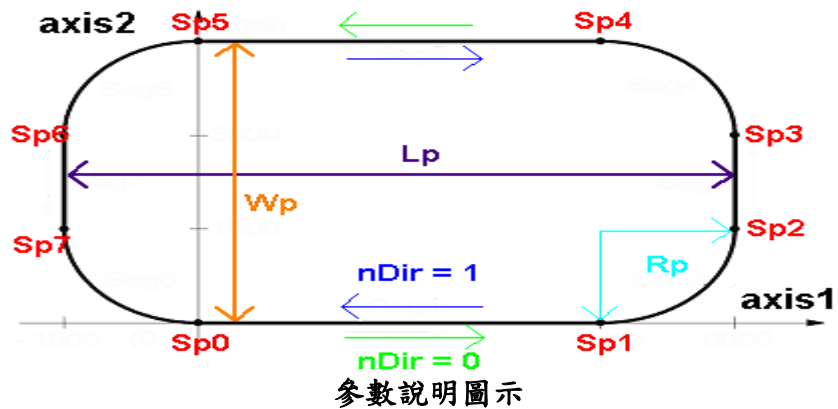 axis2
Sp5
Sp4
Sp6
Sp3
Lp
Wp
Sp7
Sp2
Rp
nDir = 1
axis1
Sp0
Sp1
nDir = 0
參數說明圖示